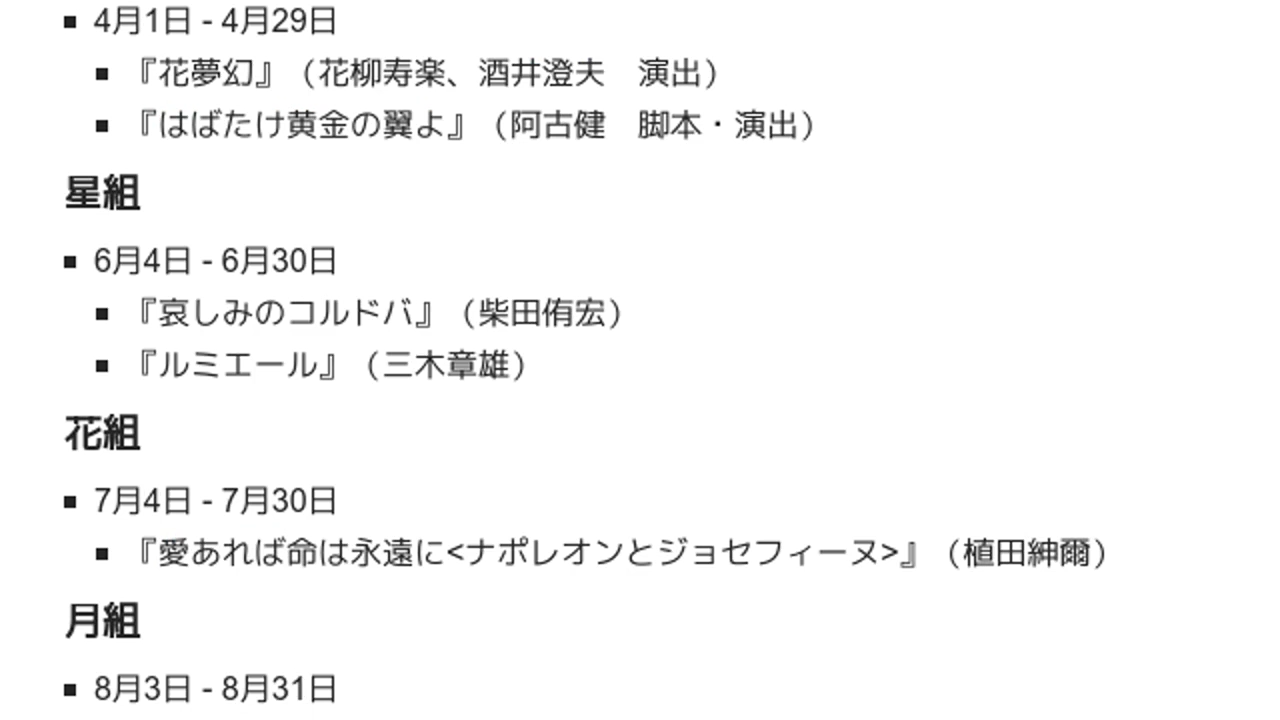 4月1日 - 4月29日
『花夢幻』（花柳寿楽、酒井澄夫　演出）
『はばたけ黄金の翼よ』（阿古健　脚本・演出）
星組
6月4日 - 6月30日
『哀しみのコルドバ』（柴田侑宏）
『ルミエール』（三木章雄）
花組
7月4日 - 7月30日
『愛あれば命は永遠に<ナポレオンとジョセフィーヌ>』（植田紳爾）
月組
8月3日 - 8月31日